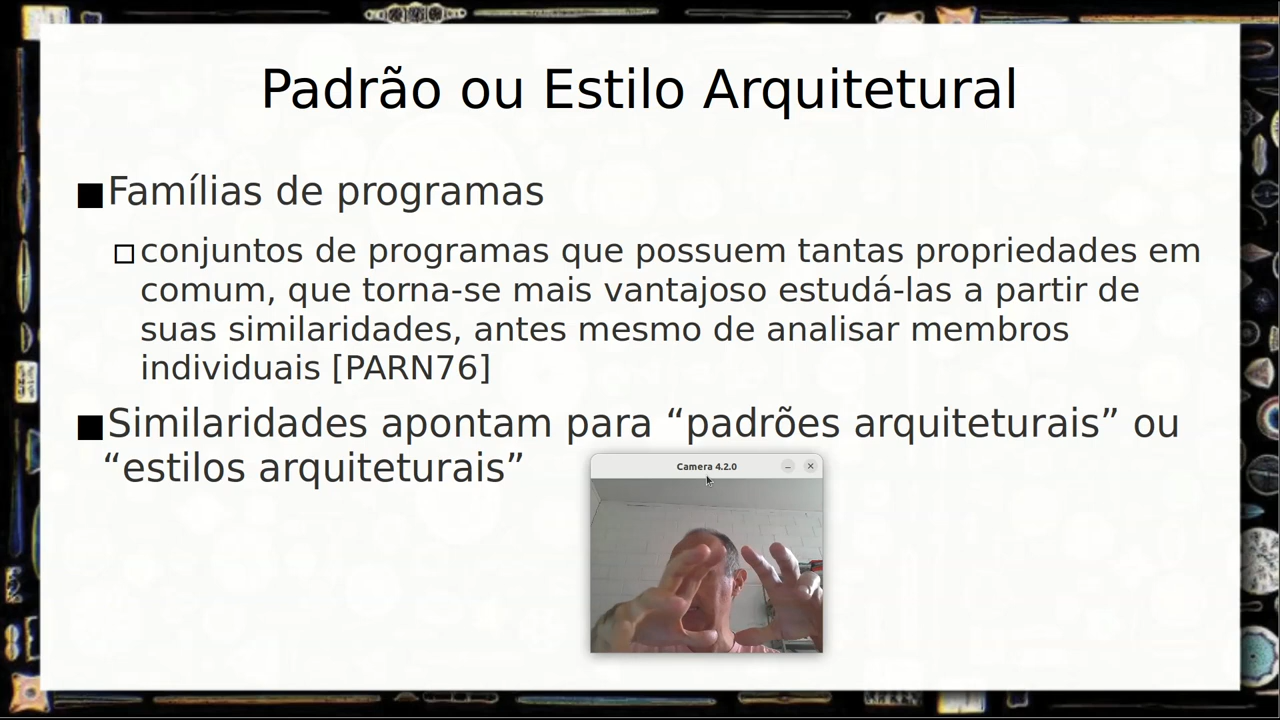 Padrão ou Estilo Arquitetural
■Famílias de programas
□conjuntos de programas que possuem tantas propriedades em
comum, que torna-se mais vantajoso estudá-las a partir de
suas similaridades, antes mesmo de analisar membros
individuais [PARN76]
■Similaridades apontam para “padrões arquiteturais” ou
“estilos arquiteturais”
Camera 4.2.0